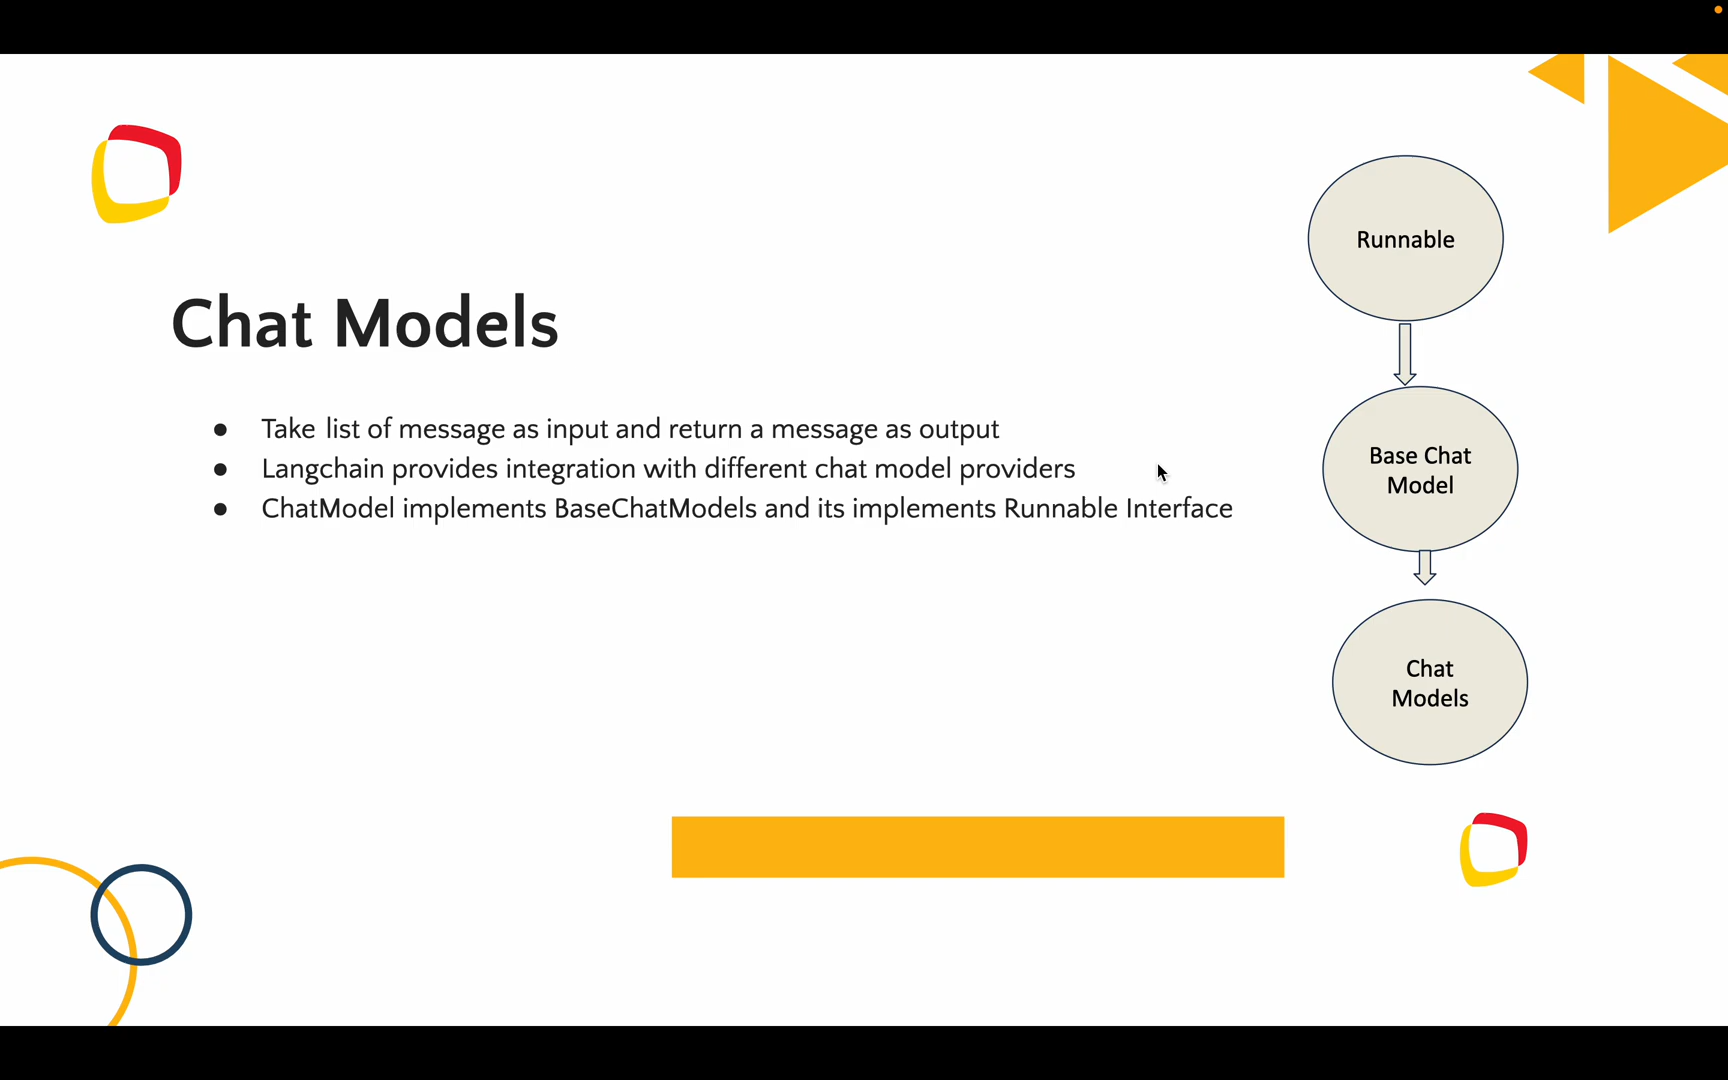 Chat Models
● Take list of message as input and return a message as output
● Langchain provides integration with different chat model providers
● ChatModel implements BaseChatModels and its implements Runnable Interface
Runnable
Base Chat
Model
Chat
Models